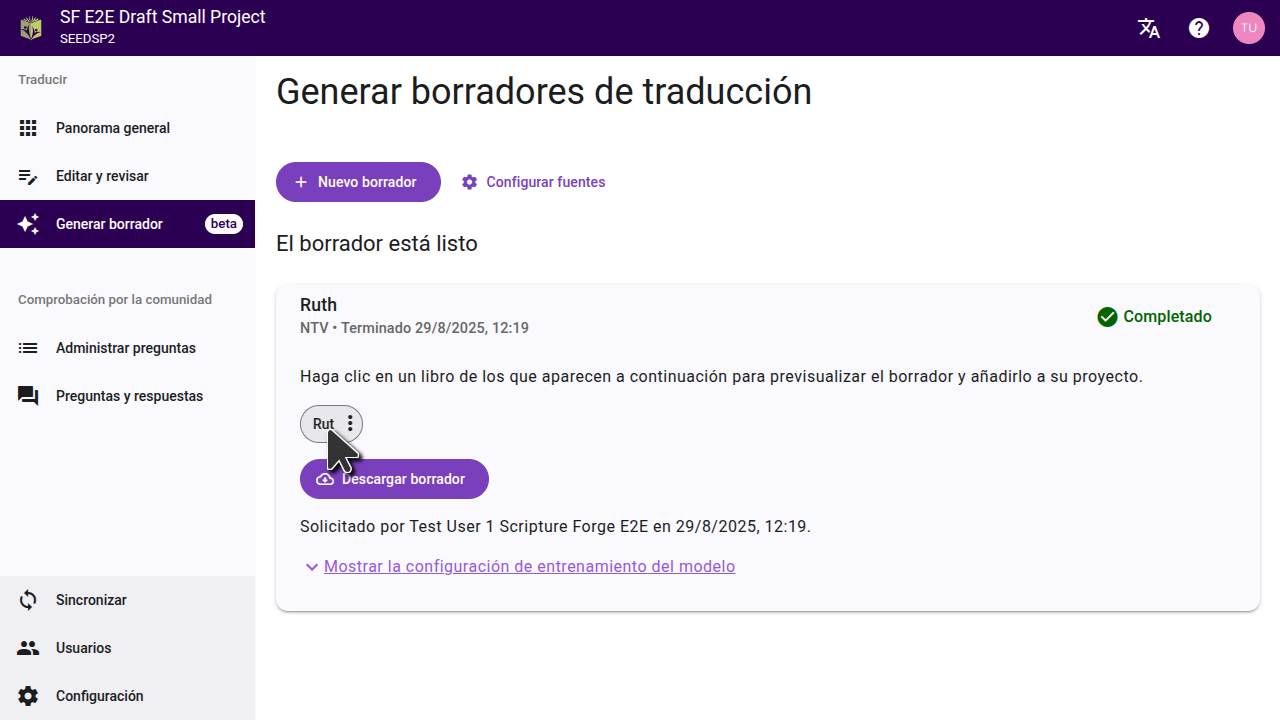 SF E2E Draft Small Project
SEEDSP2
TU
Traducir
Panorama general
Editar y revisar
Generar borrador beta
Comprobación por la comunidad
Administrar preguntas
Preguntas y respuestas
Sincronizar
Usuarios
Configuración
Generar borradores de traducción
Nuevo borrador
Configurar fuentes
El borrador está listo
Ruth
NTV • Terminado 29/8/2025, 12:19
Completado
Haga clic en un libro de los que aparecen a continuación para previsualizar el borrador y añadirlo a su proyecto.
Rut
Descargar borrador
Solicitado por Test User 1 Scripture Forge E2E en 29/8/2025, 12:19.
Mostrar la configuración de entrenamiento del modelo